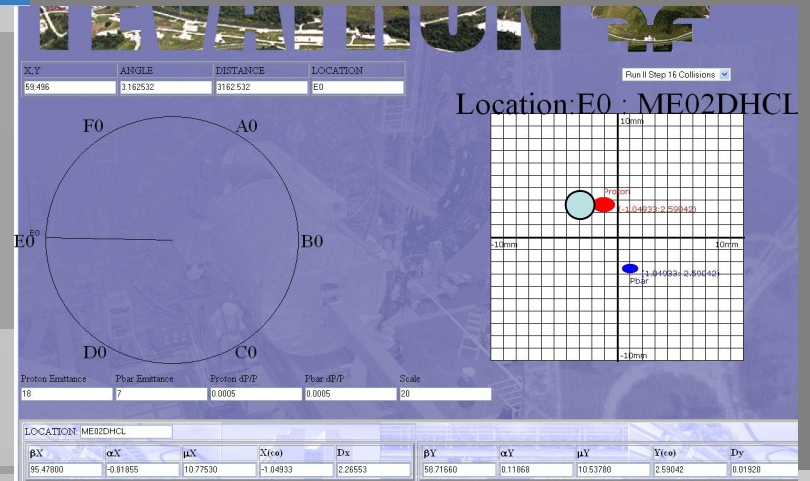 TEVATRON
X,Y ANGLE DISTANCE LOCATION
59;496 3.162532 3162.532 E0
Run II Step 16 Collisions
Location:E0 : ME02DHCL
F0 A0
E0 E0 B0
D0 C0
10mm
Proton
(-1.04933:2.59042)
-10mm 10mm
(1.04933:-2.59042)
Pbar
-10mm
Proton Emittance Pbar Emittance Proton dP/P Pbar dP/P Scale
18 7 0.0005 0.0005 20
LOCATION: ME02DHCL
βX αX μX X(co) Dx βY αY μY Y(co) Dy
95.47800 -0.81855 10.77530 -1.04933 2.26553 58.71660 0.11868 10.53780 2.59042 0.01920